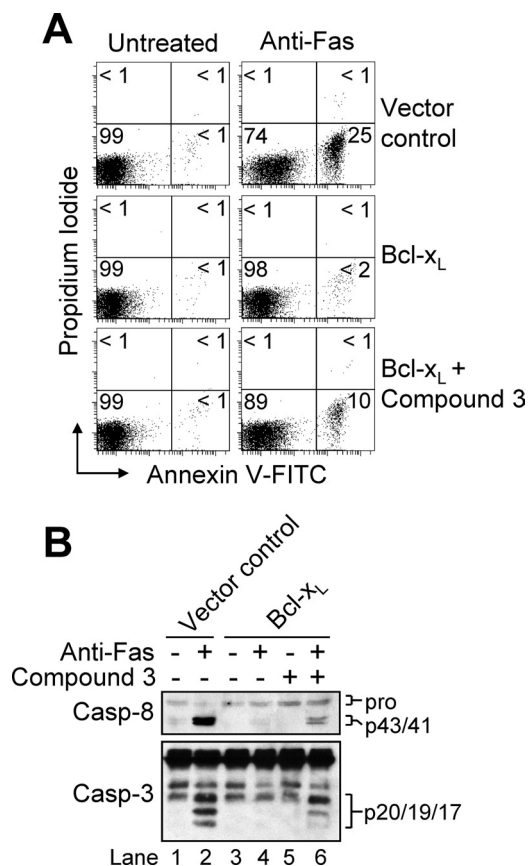 A
Untreated Anti-Fas
< 1 < 1 < 1 < 1
99 < 1 74 25
Vector
control
< 1 < 1 < 1 < 1
99 < 1 98 < 2
Bcl-xL
< 1 < 1 < 1 < 1
99 < 1 89 10
Bcl-xL +
Compound 3
Propidium Iodide
Annexin V-FITC
B
Vector control
Bcl-xL
Anti-Fas - + - + - +
Compound 3 - - - - + +
Casp-8
pro
p43/41
Casp-3
p20/19/17
Lane 1 2 3 4 5 6